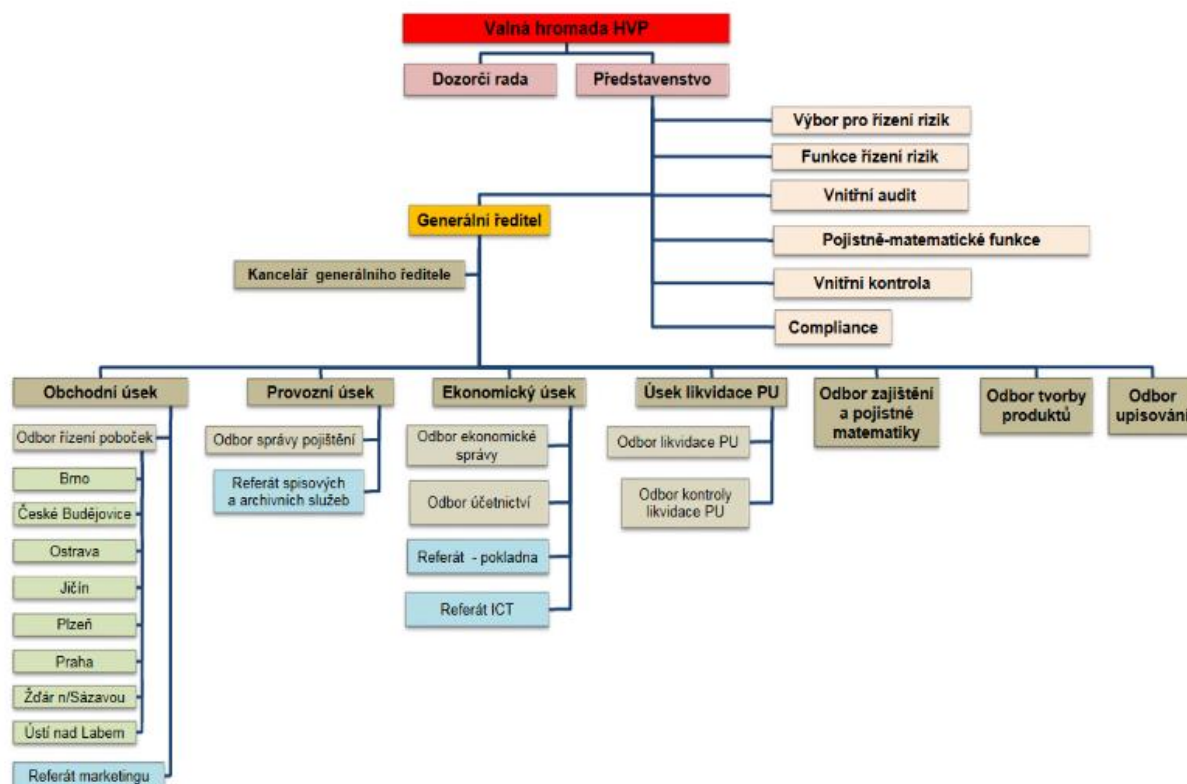 Valná hromada HVP
Dozorčí rada
Představenstvo
Výbor pro řízení rizik
Funkce řízení rizik
Vnitřní audit
Generální ředitel
Pojistně-matematické funkce
Kancelář generálního ředitele
Vnitřní kontrola
Compliance
Obchodní úsek
Odbor řízení poboček
Brno
České Budějovice
Ostrava
Jičín
Plzeň
Praha
Žďár n/Sázavou
Ústí nad Labem
Referát marketingu
Provozní úsek
Odbor správy pojištění
Referát spisových
a archivních služeb
Ekonomický úsek
Odbor ekonomické
správy
Odbor účetnictví
Referát - pokladna
Referát ICT
Úsek likvidace PU
Odbor likvidace PU
Odbor kontroly
likvidace PU
Odbor zajištění
a pojistné
matematiky
Odbor tvorby
produktů
Odbor
upisování